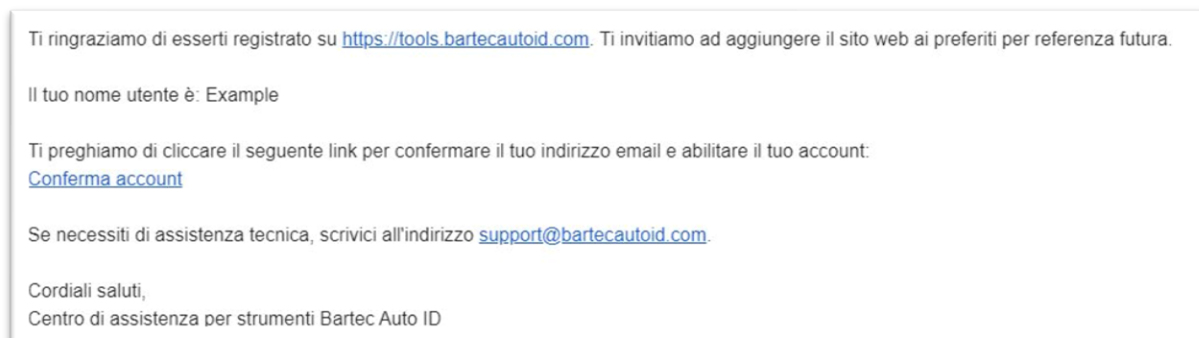 Ti ringraziamo di esserti registrato su https://tools.bartecautoid.com. Ti invitiamo ad aggiungere il sito web ai preferiti per referenza futura.
Il tuo nome utente è: Example
Ti preghiamo di cliccare il seguente link per confermare il tuo indirizzo email e abilitare il tuo account:
Conferma account
Se necessiti di assistenza tecnica, scrivici all'indirizzo support@bartecautoid.com.
Cordiali saluti,
Centro di assistenza per strumenti Bartec Auto ID